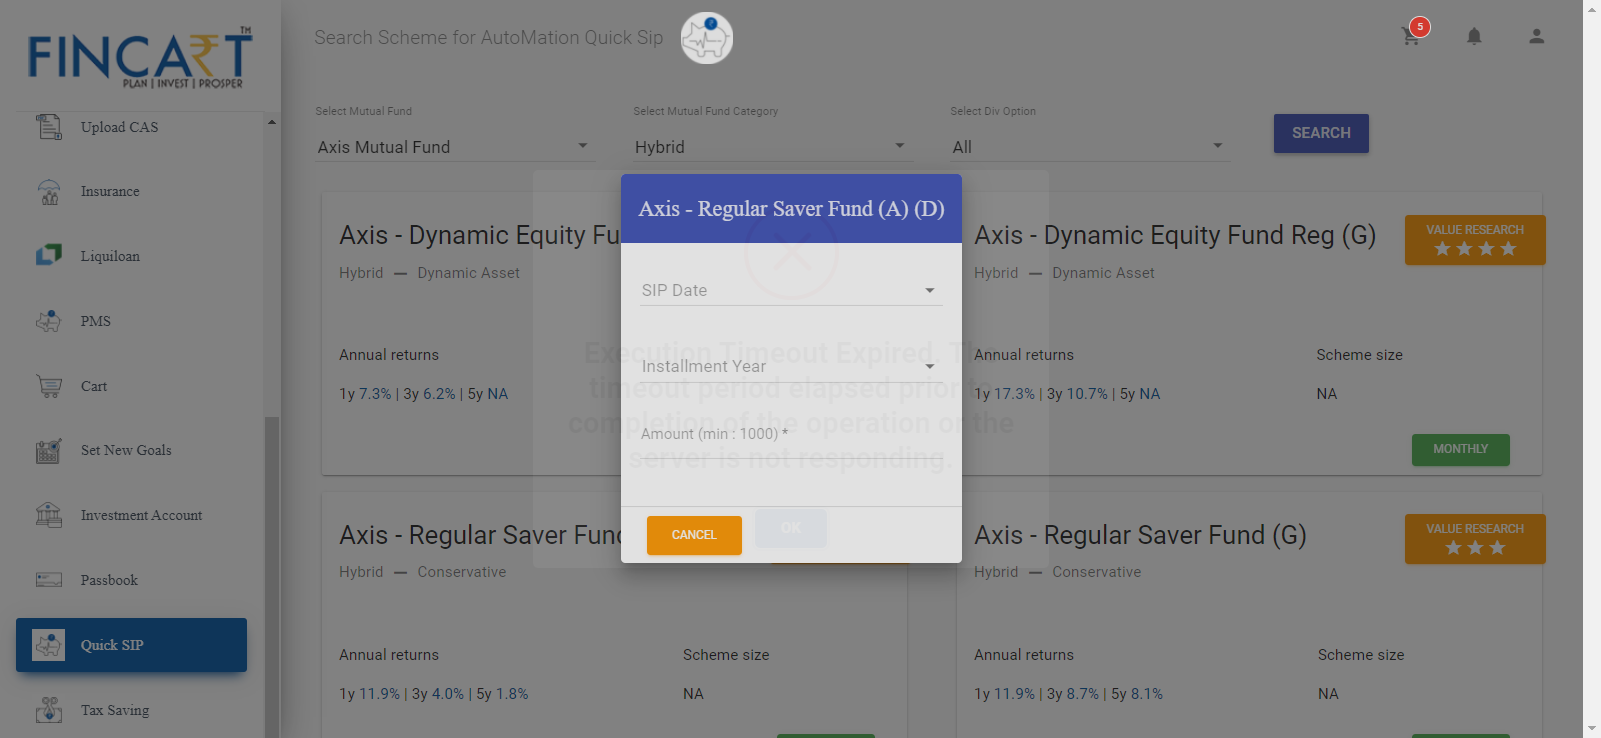 FINCART TM
PLAN | INVEST | PROSPER
Search Scheme for AutoMation Quick Sip
5
Upload CAS
Insurance
Liquiloan
PMS
Cart
Set New Goals
Investment Account
Passbook
Quick SIP
Tax Saving
Select Mutual Fund
Axis Mutual Fund
Select Mutual Fund Category
Hybrid
Select Div Option
All
SEARCH
Axis - Dynamic Equity Fu
Hybrid — Dynamic Asset
Annual returns
1y 7.3% | 3y 6.2% | 5y NA
Axis - Dynamic Equity Fund Reg (G)
VALUE RESEARCH
Hybrid — Dynamic Asset
Annual returns
Scheme size
1y 17.3% | 3y 10.7% | 5y NA
NA
MONTHLY
Axis - Regular Saver Fund (A) (D)
SIP Date
Installment Year
Amount (min : 1000) *
CANCEL
OK
Execution Timeout Expired. The
timeout period elapsed prior to
completion of the operation or the
server is not responding.
Axis - Regular Saver Fund
Hybrid — Conservative
Annual returns
Scheme size
1y 11.9% | 3y 4.0% | 5y 1.8%
NA
Axis - Regular Saver Fund (G)
VALUE RESEARCH
Hybrid — Conservative
Annual returns
Scheme size
1y 11.9% | 3y 8.7% | 5y 8.1%
NA